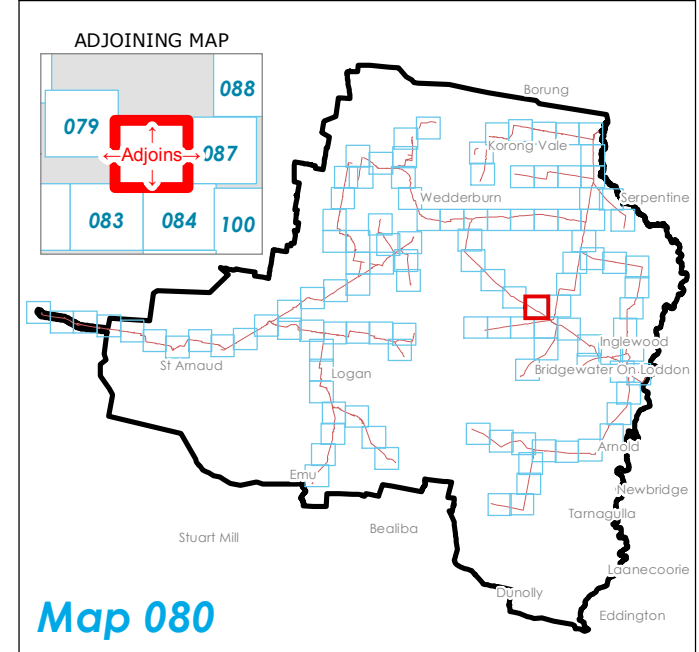 ADJOINING MAP
088
079
←Adjoins→
087
083
084
100
Borung
Korong Vale
Wedderburn
Serpentine
Inglewood
St Arnaud
Logan
Bridgewater On Loddon
Arnold
Emu
Newbridge
Tarnagulla
Bealiba
Stuart Mill
Laanecoorie
Dunolly
Eddington
Map 080